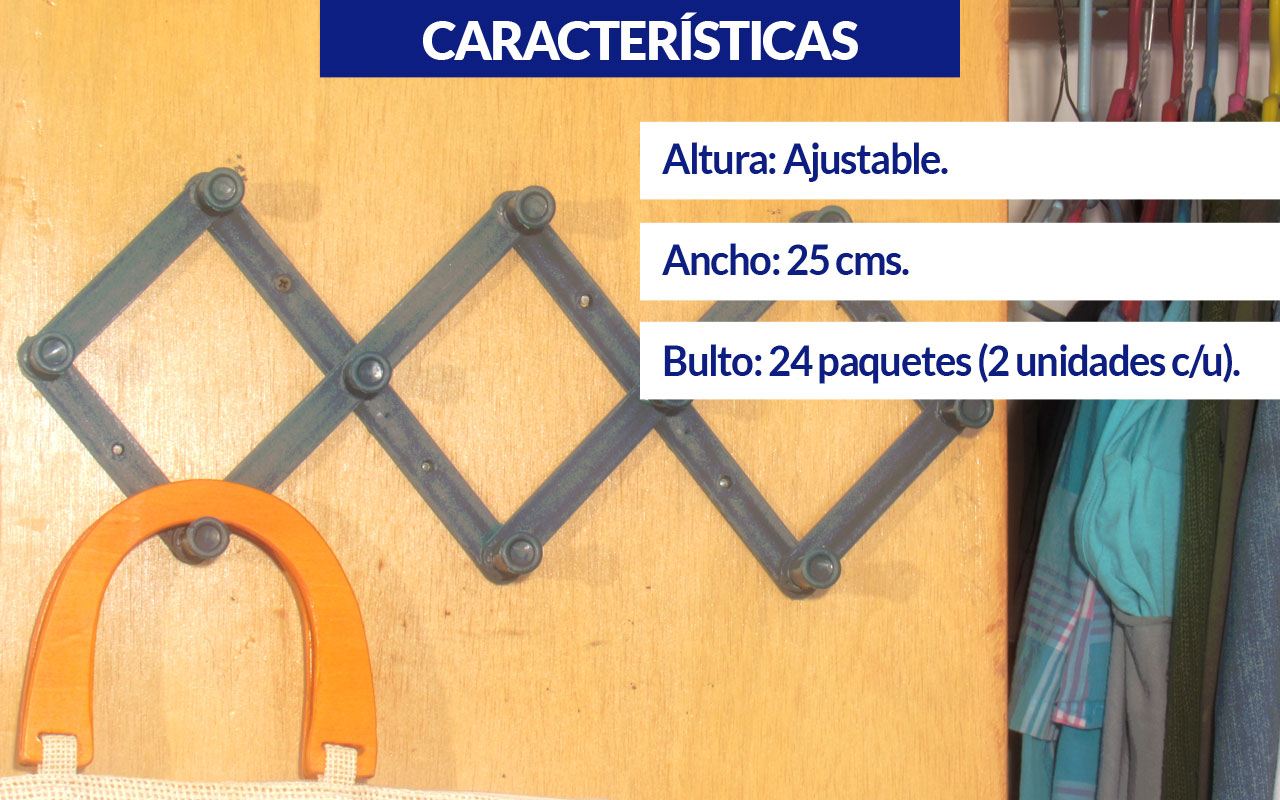 CARACTERÍSTICAS
Altura: Ajustable.
Ancho: 25 cms.
Bulto: 24 paquetes (2 unidades c/u).